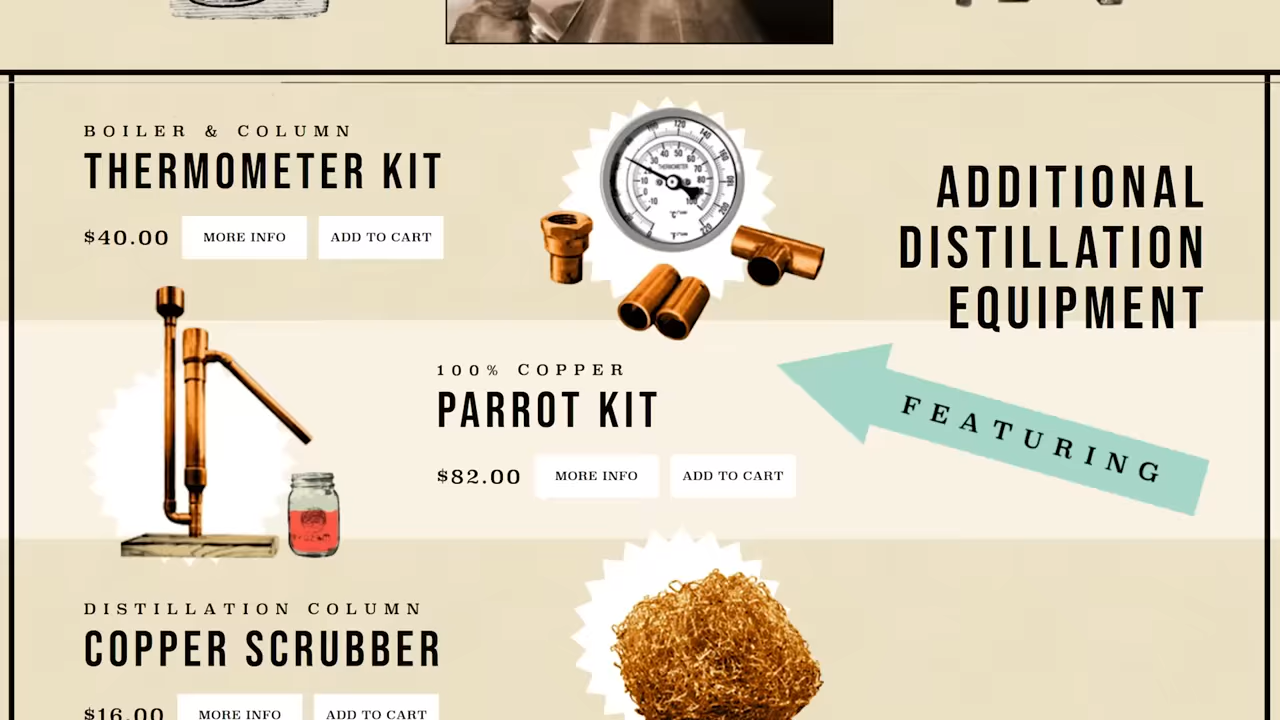 BOILER & COLUMN
THERMOMETER KIT
$40.00 MORE INFO ADD TO CART
ADDITIONAL
DISTILLATION
EQUIPMENT
100% COPPER
PARROT KIT
$82.00 MORE INFO ADD TO CART
FEATURING
DISTILLATION COLUMN
COPPER SCRUBBER
$16.00 MORE INFO ADD TO CART